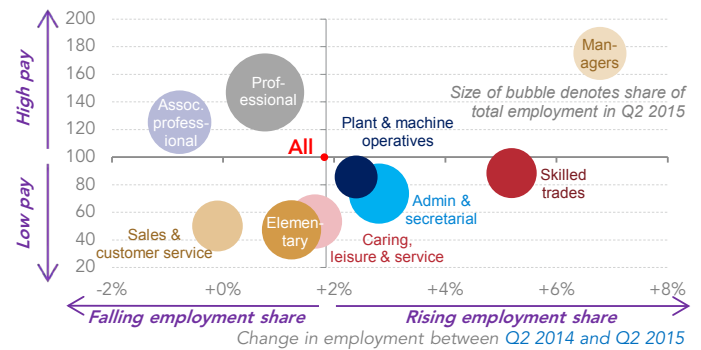 200
180
160
140
120
100
80
60
40
20
High pay
Low pay
Man-
agers
Prof-
essional
Assoc.
profess-
ional
Size of bubble denotes share of
total employment in Q2 2015
Plant & machine
operatives
All
Skilled
trades
Admin &
secretarial
Elemen-
tary
Sales &
customer service
Caring,
leisure & service
-2%
+0%
+2%
+4%
+6%
+8%
Falling employment share
Rising employment share
Change in employment between Q2 2014 and Q2 2015